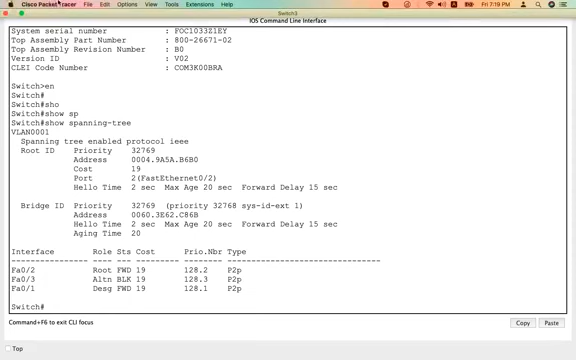 Cisco Packet Tracer File Edit Options View Tools Extensions Help Fri 7:19 PM
Switch3
IOS Command Line Interface
System serial number : FOC1033Z1EY
Top Assembly Part Number : 800-26671-02
Top Assembly Revision Number : B0
Version ID : V02
CLEI Code Number : COM3K00BRA
Switch>en
Switch#
Switch#sho
Switch#show sp
Switch#show spanning-tree
VLAN0001
Spanning tree enabled protocol ieee
Root ID Priority 32769
Address 0004.9A5A.B6B0
Cost 19
Port 2(FastEthernet0/2)
Hello Time 2 sec Max Age 20 sec Forward Delay 15 sec
Bridge ID Priority 32769 (priority 32768 sys-id-ext 1)
Address 0060.3E62.C86B
Hello Time 2 sec Max Age 20 sec Forward Delay 15 sec
Aging Time 20
Interface Role Sts Cost Prio.Nbr Type
---------------- ---- --- --------- -------- --------------------------------
Fa0/2 Root FWD 19 128.2 P2p
Fa0/3 Altn BLK 19 128.3 P2p
Fa0/1 Desg FWD 19 128.1 P2p
Switch#
Command+F6 to exit CLI focus Copy Paste
Top